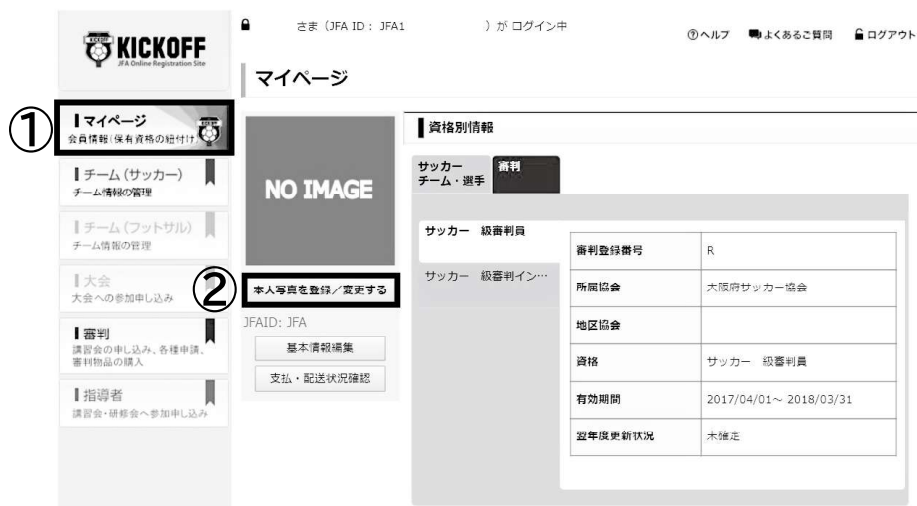 さま (JFA ID： JFA1 ）が ログイン中
?ヘルプ
よくあるご質問
ログアウト
KICKOFF
JFA Online Registration Site
マイページ
①
マイページ
会員情報(保有資格の紐付け)
チーム (サッカー)
チーム情報の管理
チーム (フットサル)
チーム情報の管理
大会
大会への参加申し込み
審判
講習会の申し込み、各種申請、
審判物品の購入
指導者
講習会・研修会へ参加申し込み
NO IMAGE
②
本人写真を登録／変更する
JFAID: JFA
基本情報編集
支払・配送状況確認
資格別情報
サッカー
チーム・選手
審判
サッカー 級審判員
サッカー 級審判イン…
審判登録番号 R
所属協会 大阪府サッカー協会
地区協会
資格 サッカー 級審判員
有効期間 2017/04/01～ 2018/03/31
翌年度更新状況 未確定